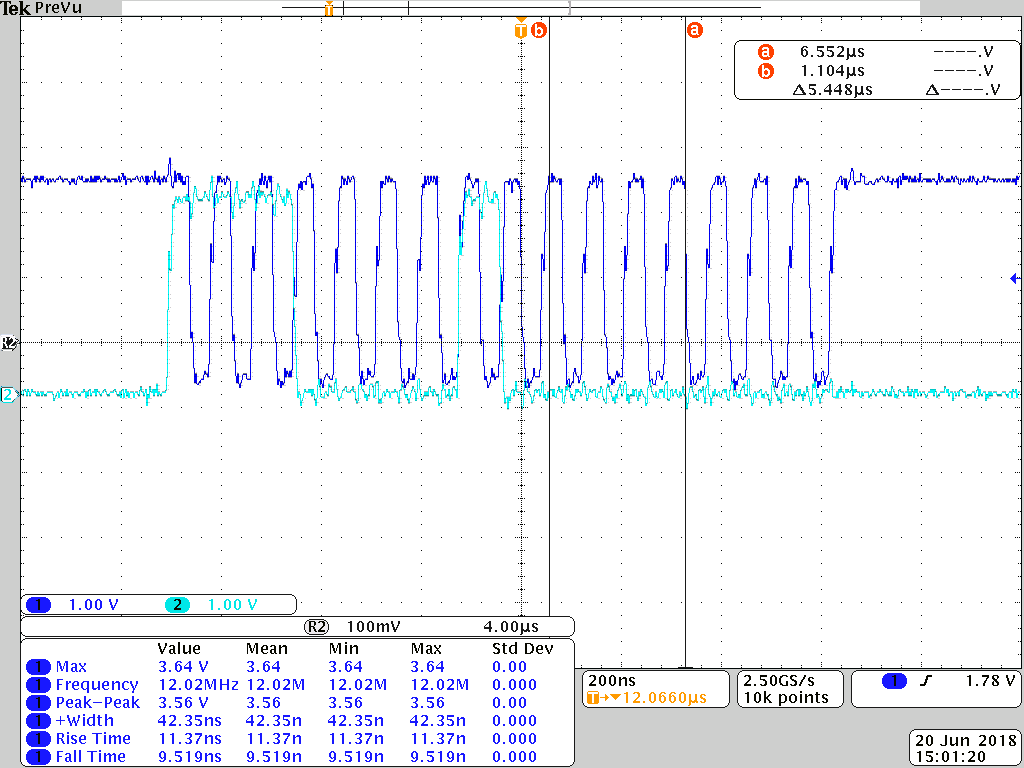 Tek PreVu
T
T b a
a 6.552µs ----.V
b 1.104µs ----.V
Δ5.448µs Δ----.V
R2
2
1 1.00 V 2 1.00 V
R2 100mV 4.00µs
Value Mean Min Max Std Dev
1 Max 3.64 V 3.64 3.64 3.64 0.00
1 Frequency 12.02MHz 12.02M 12.02M 12.02M 0.000
1 Peak-Peak 3.56 V 3.56 3.56 3.56 0.00
1 +Width 42.35ns 42.35n 42.35n 42.35n 0.000
1 Rise Time 11.37ns 11.37n 11.37n 11.37n 0.000
1 Fall Time 9.519ns 9.519n 9.519n 9.519n 0.000
200ns
T→▼12.0660µs
2.50GS/s
10k points
1 ƒ 1.78 V
20 Jun 2018
15:01:20